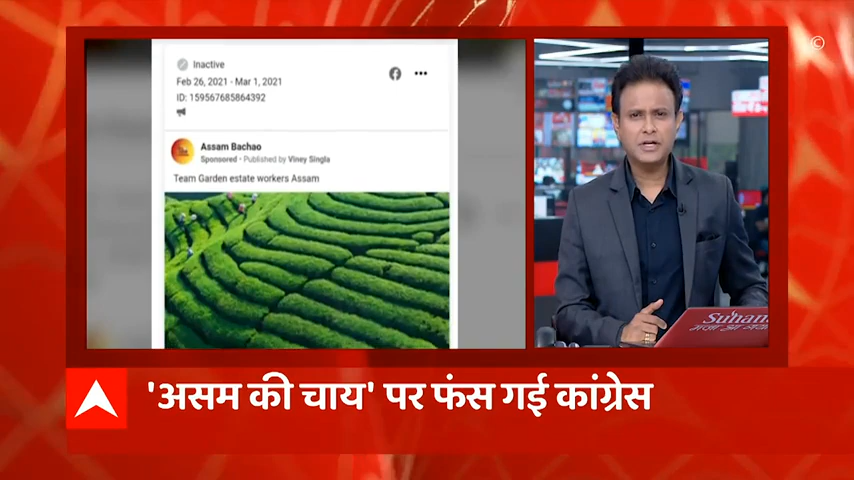 ©
Inactive
Feb 26, 2021 - Mar 1, 2021
ID: 159567685864392
Assam Bachao
Sponsored • Published by Viney Singla
Team Garden estate workers Assam
Suhana
'असम की चाय' पर फंस गई कांग्रेस